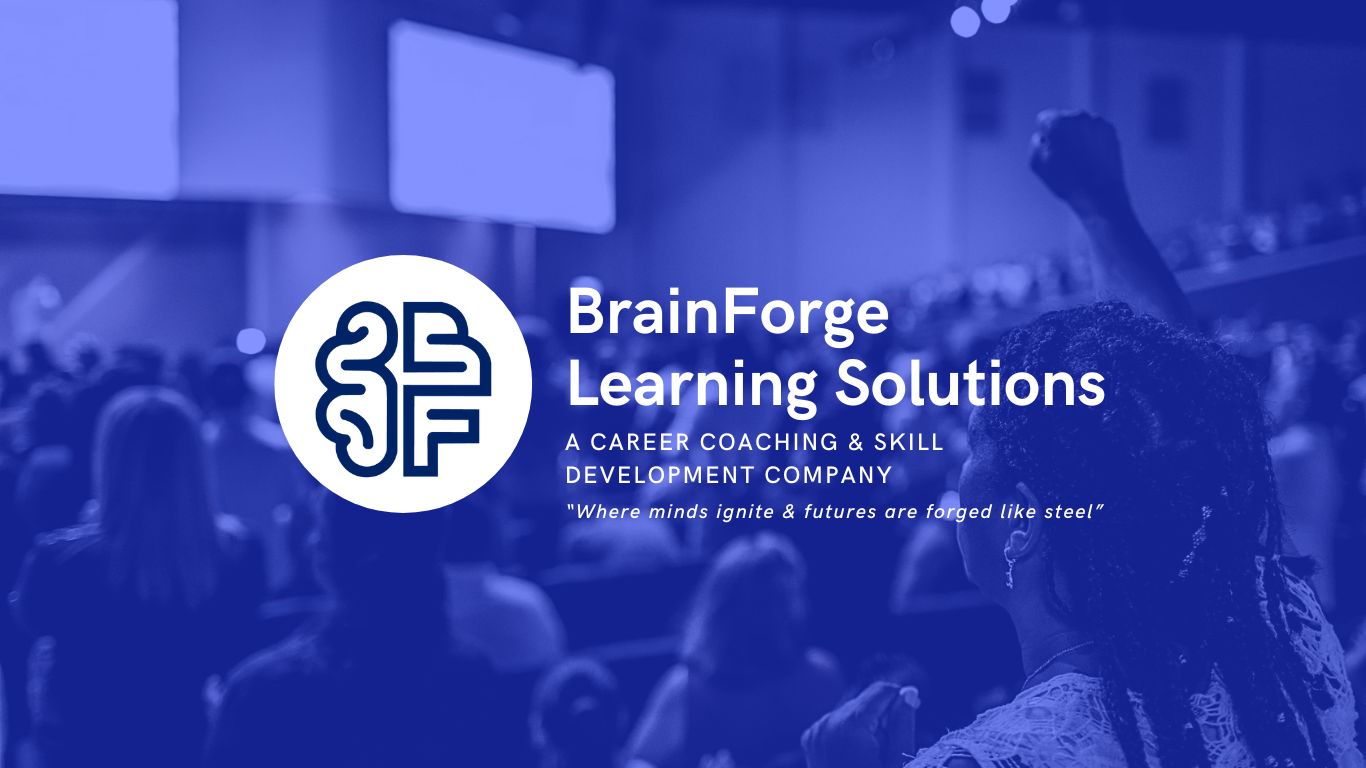 BrainForge
Learning Solutions
A CAREER COACHING & SKILL
DEVELOPMENT COMPANY
“Where minds ignite & futures are forged like steel”